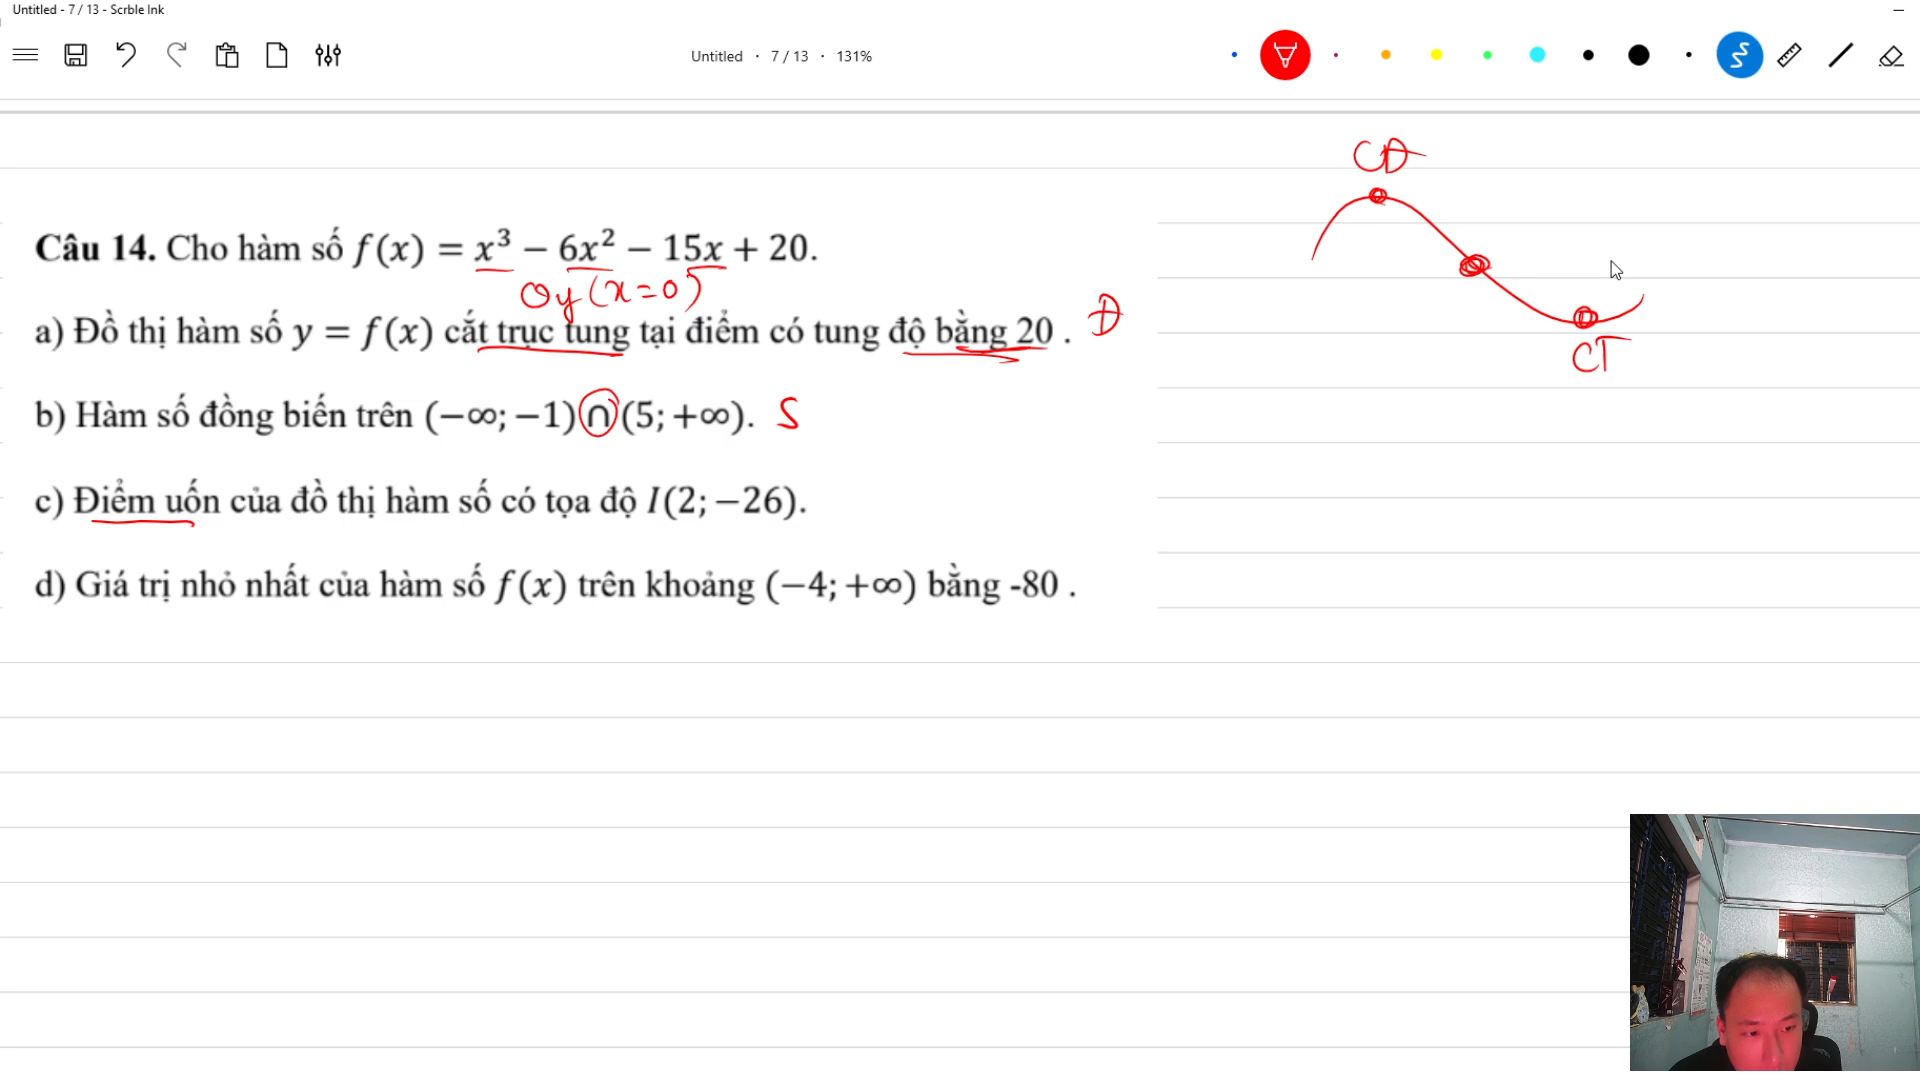 Untitled - 7 / 13 - Scrble Ink
Untitled · 7 / 13 · 131%
CĐ
Câu 14. Cho hàm số f(x) = x³ − 6x² − 15x + 20.
Oy (x=0)
a) Đồ thị hàm số y = f(x) cắt trục tung tại điểm có tung độ bằng 20 . Đ
CT
b) Hàm số đồng biến trên (−∞; −1)∩(5; +∞). S
c) Điểm uốn của đồ thị hàm số có tọa độ I(2; −26).
d) Giá trị nhỏ nhất của hàm số f(x) trên khoảng (−4; +∞) bằng -80 .